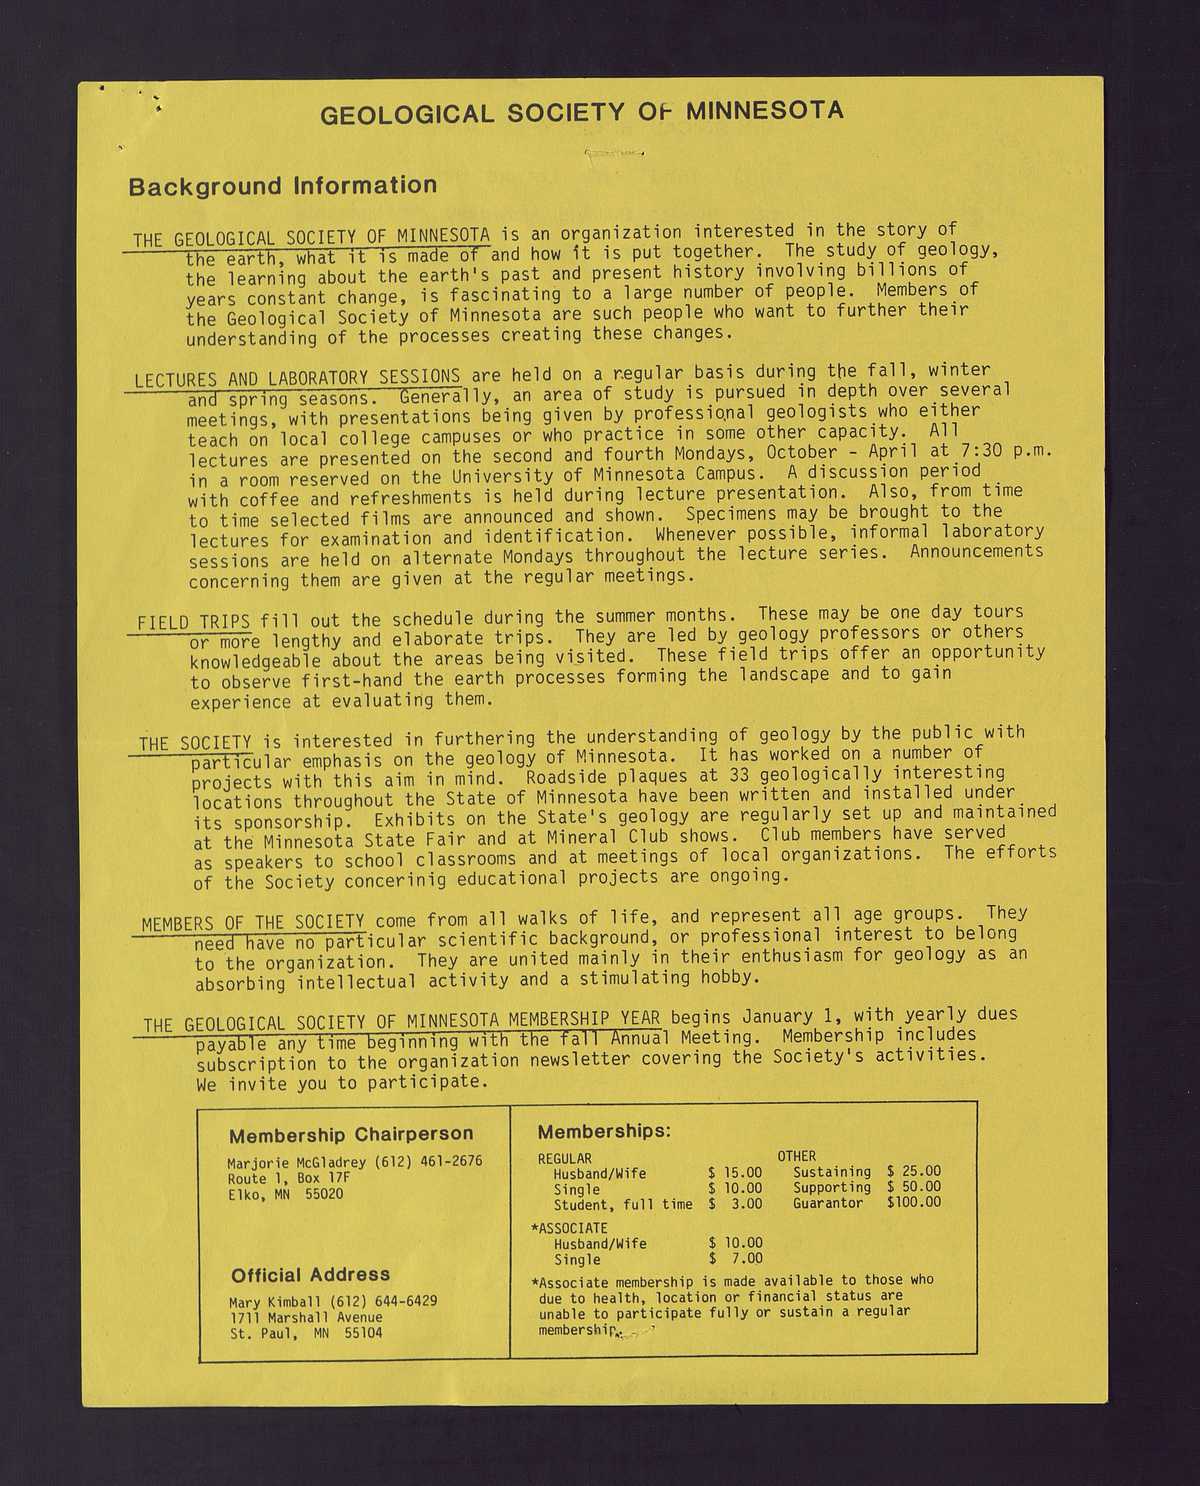 GEOLOGICAL SOCIETY OF MINNESOTA
Background Information
THE GEOLOGICAL SOCIETY OF MINNESOTA is an organization interested in the story of
the earth, what it is made of and how it is put together. The study of geology,
the learning about the earth's past and present history involving billions of
years constant change, is fascinating to a large number of people. Members of
the Geological Society of Minnesota are such people who want to further their
understanding of the processes creating these changes.
LECTURES AND LABORATORY SESSIONS are held on a regular basis during the fall, winter
and spring seasons. Generally, an area of study is pursued in depth over several
meetings, with presentations being given by professional geologists who either
teach on local college campuses or who practice in some other capacity. All
lectures are presented on the second and fourth Mondays, October - April at 7:30 p.m.
in a room reserved on the University of Minnesota Campus. A discussion period
with coffee and refreshments is held during lecture presentation. Also, from time
to time selected films are announced and shown. Specimens may be brought to the
lectures for examination and identification. Whenever possible, informal laboratory
sessions are held on alternate Mondays throughout the lecture series. Announcements
concerning them are given at the regular meetings.
FIELD TRIPS fill out the schedule during the summer months. These may be one day tours
or more lengthy and elaborate trips. They are led by geology professors or others
knowledgeable about the areas being visited. These field trips offer an opportunity
to observe first-hand the earth processes forming the landscape and to gain
experience at evaluating them.
THE SOCIETY is interested in furthering the understanding of geology by the public with
particular emphasis on the geology of Minnesota. It has worked on a number of
projects with this aim in mind. Roadside plaques at 33 geologically interesting
locations throughout the State of Minnesota have been written and installed under
its sponsorship. Exhibits on the State's geology are regularly set up and maintained
at the Minnesota State Fair and at Mineral Club shows. Club members have served
as speakers to school classrooms and at meetings of local organizations. The efforts
of the Society concerinig educational projects are ongoing.
MEMBERS OF THE SOCIETY come from all walks of life, and represent all age groups. They
need have no particular scientific background, or professional interest to belong
to the organization. They are united mainly in their enthusiasm for geology as an
absorbing intellectual activity and a stimulating hobby.
THE GEOLOGICAL SOCIETY OF MINNESOTA MEMBERSHIP YEAR begins January 1, with yearly dues
payable any time beginning with the fall Annual Meeting. Membership includes
subscription to the organization newsletter covering the Society's activities.
We invite you to participate.
Membership Chairperson
Marjorie McGladrey (612) 461-2676
Route 1, Box 17F
Elko, MN 55020
Official Address
Mary Kimball (612) 644-6429
1711 Marshall Avenue
St. Paul, MN 55104
Memberships:
REGULAR OTHER
Husband/Wife $ 15.00 Sustaining $ 25.00
Single $ 10.00 Supporting $ 50.00
Student, full time $ 3.00 Guarantor $100.00
*ASSOCIATE
Husband/Wife $ 10.00
Single $ 7.00
*Associate membership is made available to those who
due to health, location or financial status are
unable to participate fully or sustain a regular
membership.